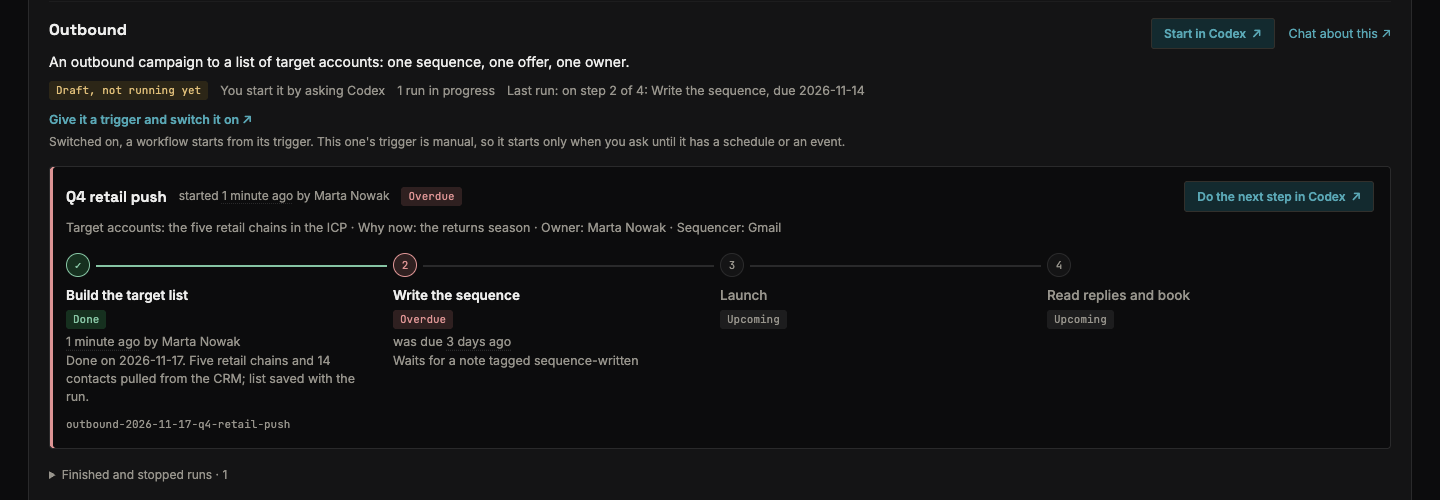 Outbound
Start in Codex ↗
Chat about this ↗
An outbound campaign to a list of target accounts: one sequence, one offer, one owner.
Draft, not running yet
You start it by asking Codex
1 run in progress
Last run: on step 2 of 4: Write the sequence, due 2026-11-14
Give it a trigger and switch it on ↗
Switched on, a workflow starts from its trigger. This one's trigger is manual, so it starts only when you ask until it has a schedule or an event.
Q4 retail push
started 1 minute ago by Marta Nowak
Overdue
Do the next step in Codex ↗
Target accounts: the five retail chains in the ICP · Why now: the returns season · Owner: Marta Nowak · Sequencer: Gmail
✓
2
3
4
Build the target list
Done
1 minute ago by Marta Nowak
Done on 2026-11-17. Five retail chains and 14
contacts pulled from the CRM; list saved with the
run.
Write the sequence
Overdue
was due 3 days ago
Waits for a note tagged sequence-written
Launch
Upcoming
Read replies and book
Upcoming
outbound-2026-11-17-q4-retail-push
▶ Finished and stopped runs · 1